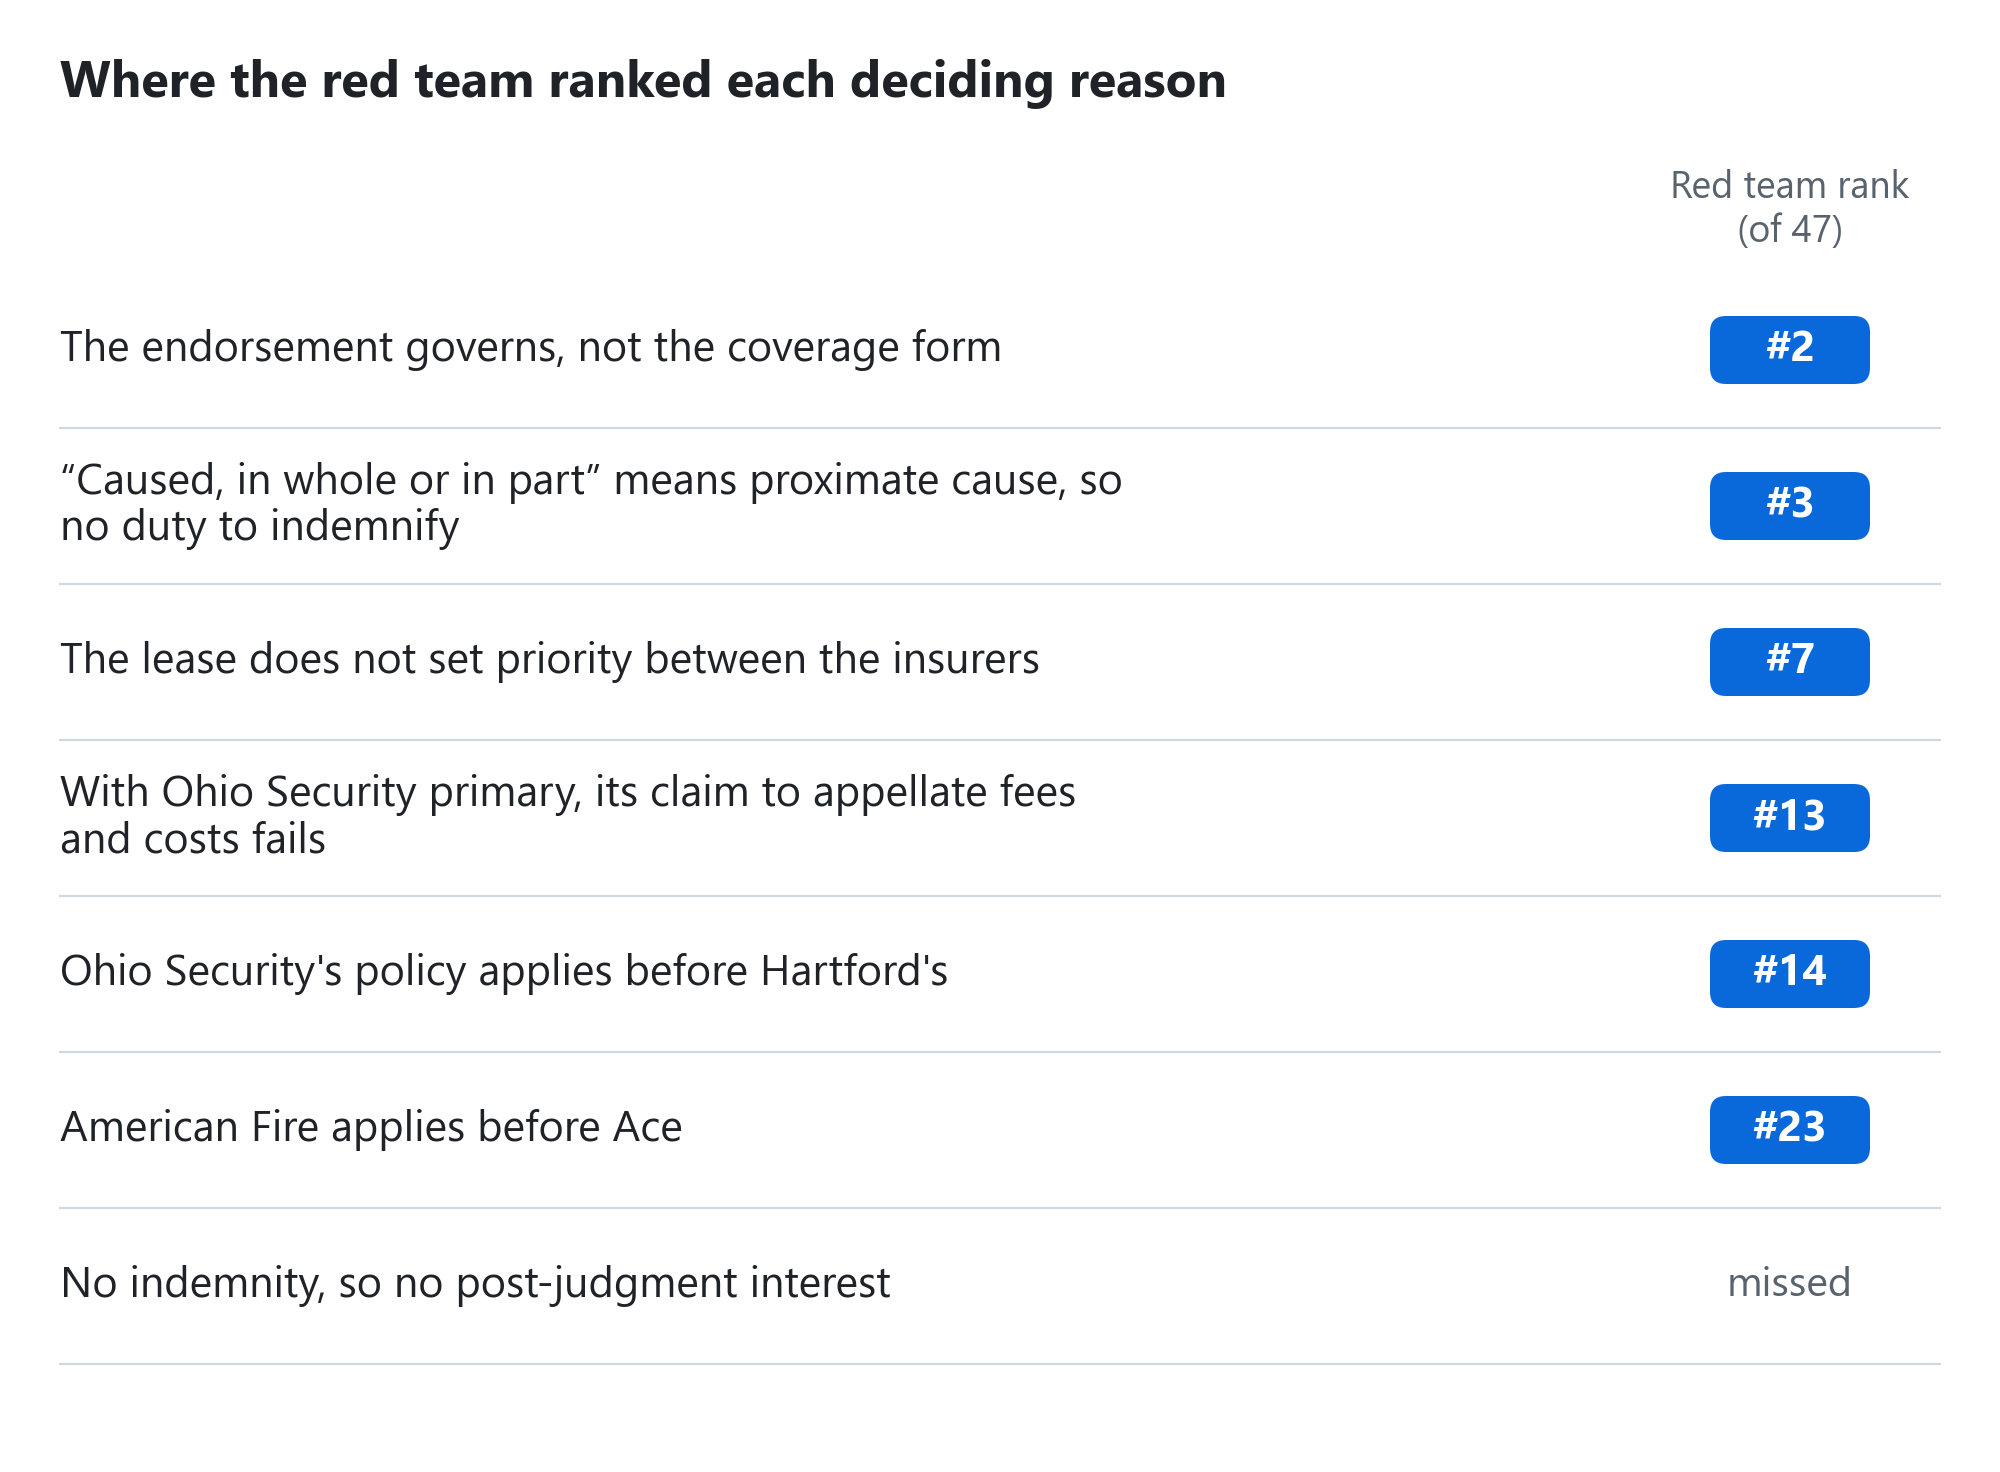 Where the red team ranked each deciding reason
Red team rank
(of 47)
The endorsement governs, not the coverage form
#2
“Caused, in whole or in part” means proximate cause, so
no duty to indemnify
#3
The lease does not set priority between the insurers
#7
With Ohio Security primary, its claim to appellate fees
and costs fails
#13
Ohio Security's policy applies before Hartford's
#14
American Fire applies before Ace
#23
No indemnity, so no post-judgment interest
missed